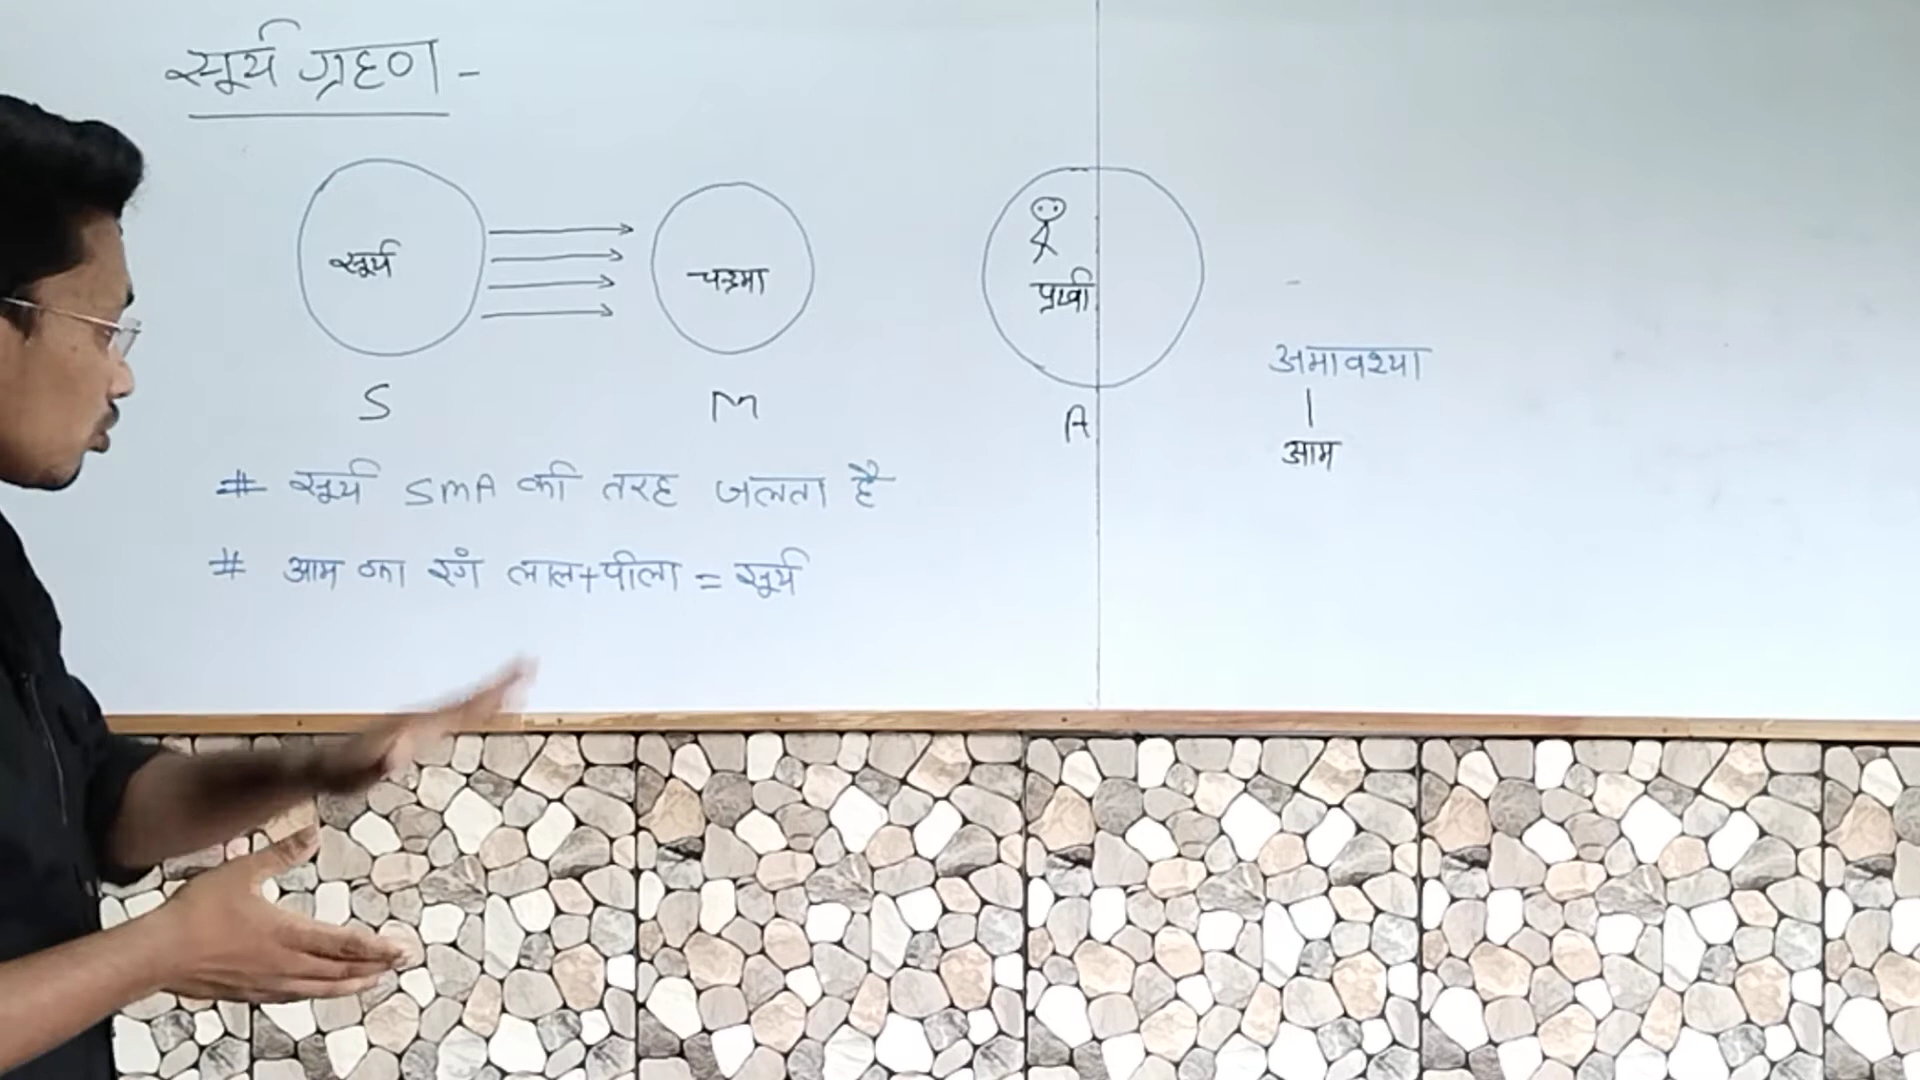 सूर्य ग्रहण -
सूर्य
चन्द्रमा
पृथ्वी
S
M
A
अमावश्या
आम
# सूर्य SMA की तरह जलता है
# आम का रंग लाल+पीला = सूर्य